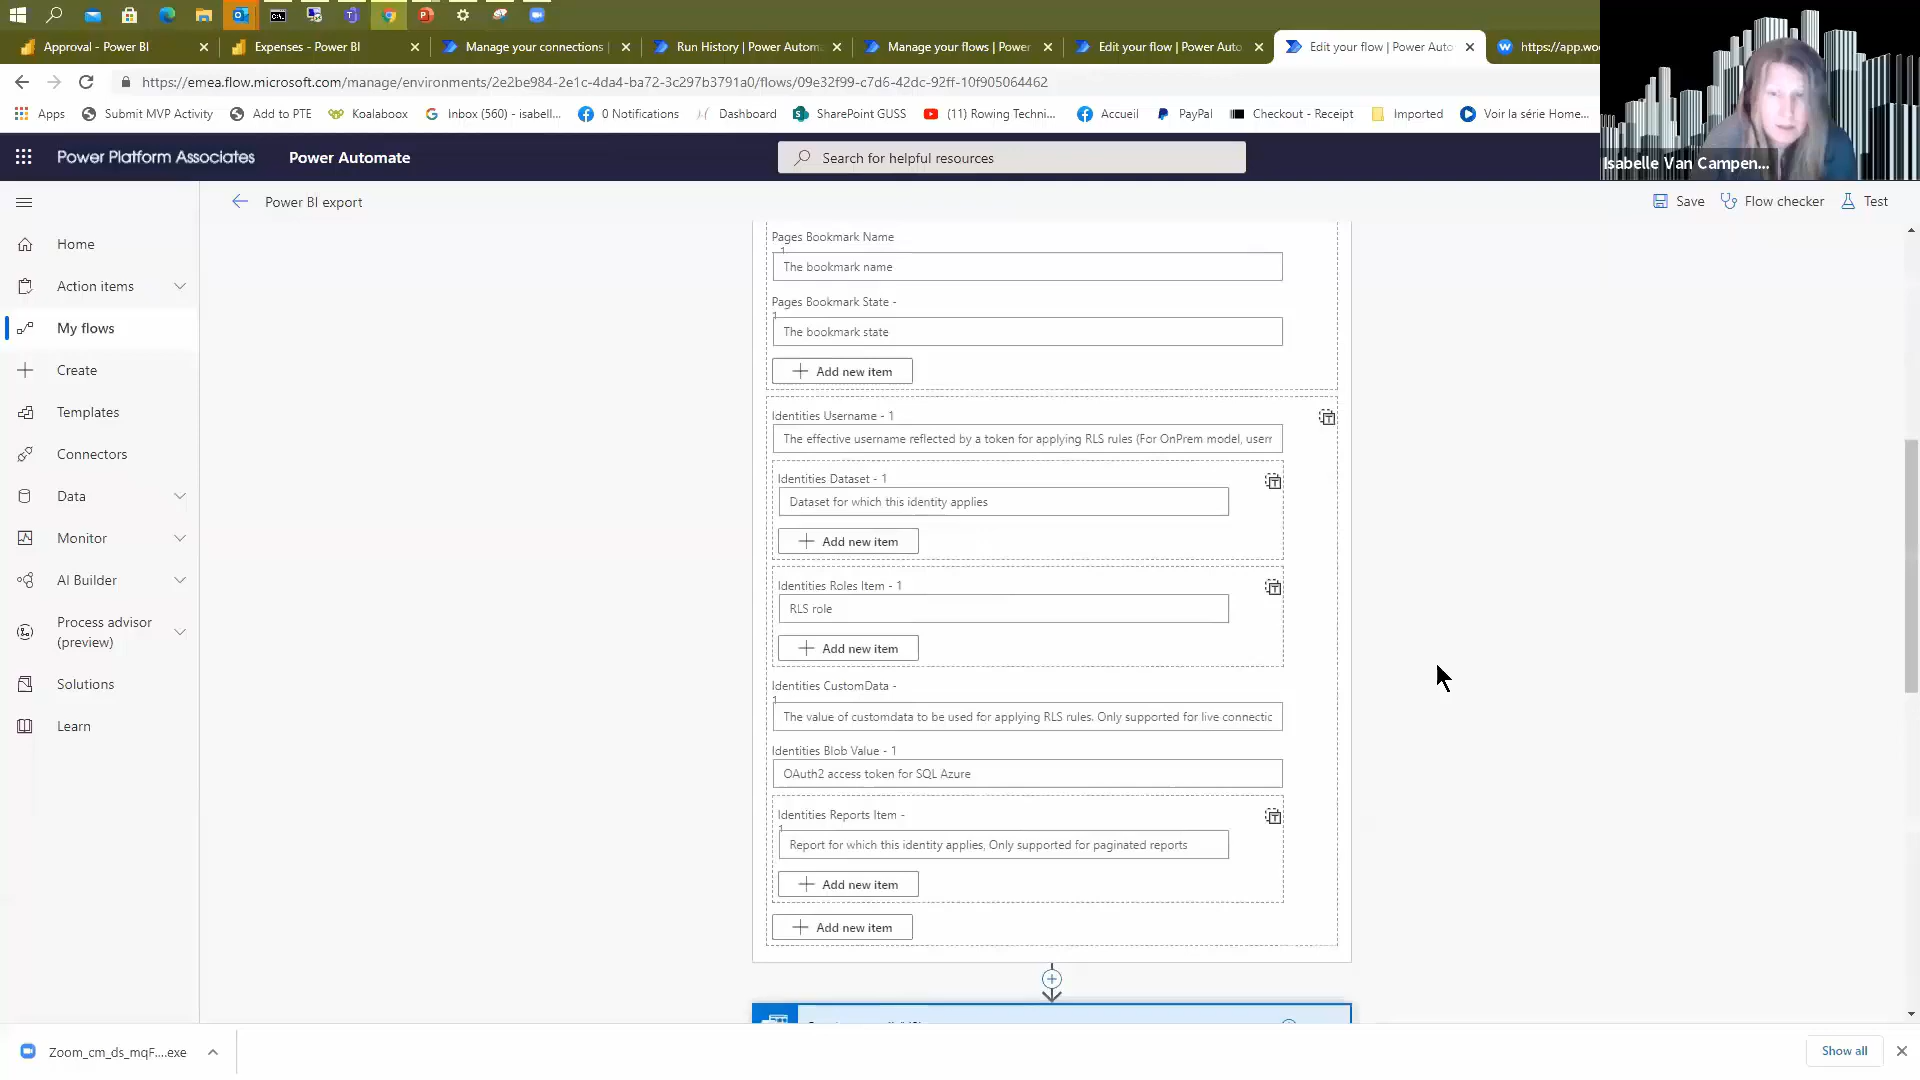 Approval - Power BI
Expenses - Power BI
Manage your connections |
Run History | Power Autom
Manage your flows | Power
Edit your flow | Power Auto
Edit your flow | Power Auto
https://app.wo
https://emea.flow.microsoft.com/manage/environments/2e2be984-2e1c-4da4-ba72-3c297b3791a0/flows/09e32f99-c7d6-42dc-92ff-10f905064462
Apps
Submit MVP Activity
Add to PTE
Koalaboox
Inbox (560) - isabell...
0 Notifications
Dashboard
SharePoint GUSS
(11) Rowing Techni...
Accueil
PayPal
Checkout - Receipt
Imported
Voir la série Home...
Isabelle Van Campen...
Power Platform Associates
Power Automate
Search for helpful resources
Power BI export
Save
Flow checker
Test
Home
Action items
My flows
Create
Templates
Connectors
Data
Monitor
AI Builder
Process advisor
(preview)
Solutions
Learn
Pages Bookmark Name
1
The bookmark name
Pages Bookmark State -
1
The bookmark state
Add new item
Identities Username - 1
The effective username reflected by a token for applying RLS rules (For OnPrem model, userr
Identities Dataset - 1
Dataset for which this identity applies
Add new item
Identities Roles Item - 1
RLS role
Add new item
Identities CustomData -
1
The value of customdata to be used for applying RLS rules. Only supported for live connectic
Identities Blob Value - 1
OAuth2 access token for SQL Azure
Identities Reports Item -
1
Report for which this identity applies, Only supported for paginated reports
Add new item
Add new item
Zoom_cm_ds_mqF....exe
Show all